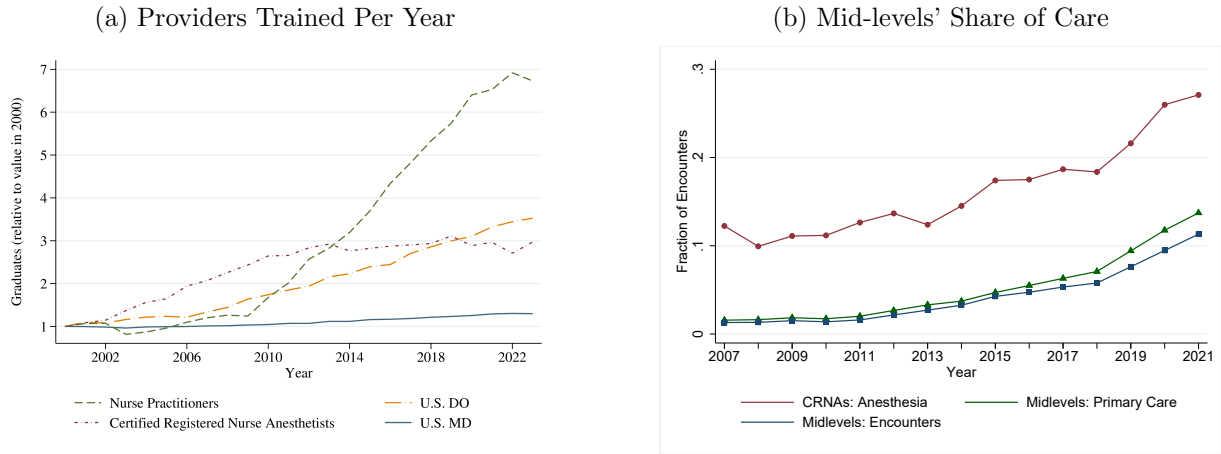 (a) Providers Trained Per Year
Graduates (relative to value in 2000)
7
6
5
4
3
2
1
2002 2006 2010 2014 2018 2022
Year
Nurse Practitioners U.S. DO
Certified Registered Nurse Anesthetists U.S. MD
(b) Mid-levels' Share of Care
Fraction of Encounters
.3
.2
.1
0
2007 2009 2011 2013 2015 2017 2019 2021
Year
CRNAs: Anesthesia Midlevels: Primary Care
Midlevels: Encounters